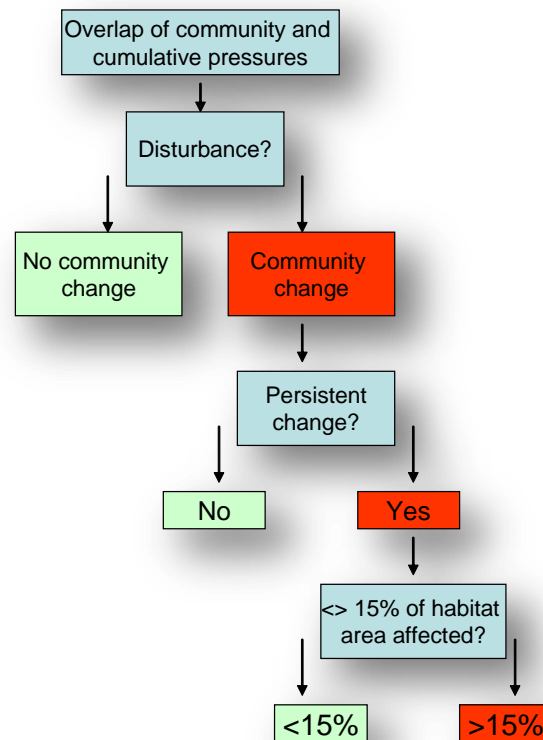 Overlap of community and
cumulative pressures
Disturbance?
No community
change
Community
change
Persistent
change?
No
Yes
<> 15% of habitat
area affected?
<15%
>15%